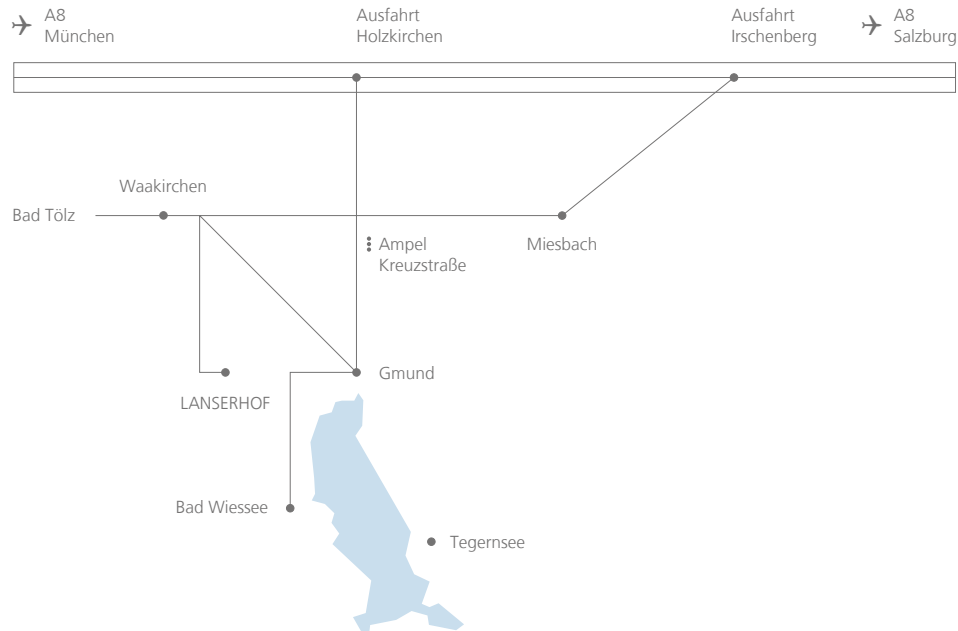 A8
München
Ausfahrt
Holzkirchen
Ausfahrt
Irschenberg
A8
Salzburg
Waakirchen
Bad Tölz
Ampel
Kreuzstraße
Miesbach
Gmund
LANSERHOF
Bad Wiessee
Tegernsee